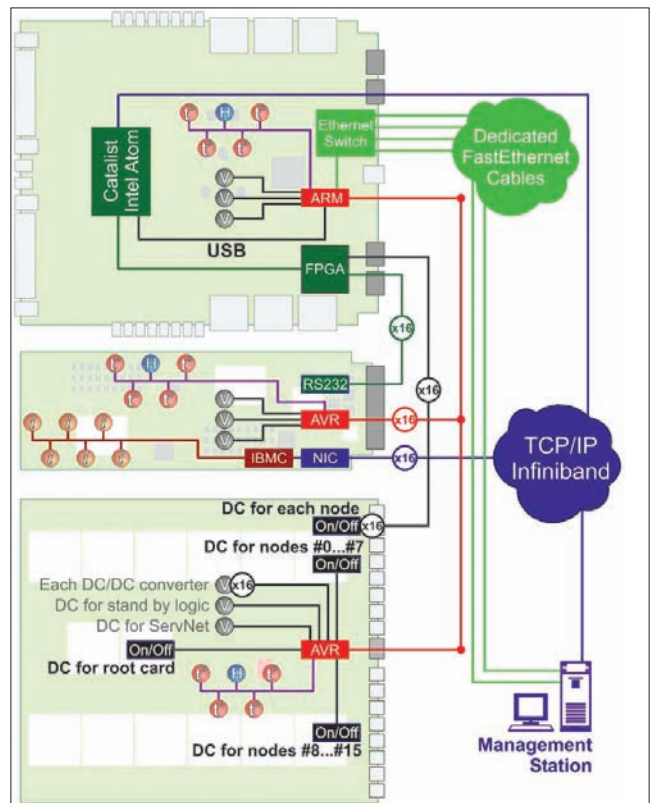 Catalist
Intel Atom
t°
H
t°
t°
t°
V
V
V
USB
ARM
Ethernet
Switch
FPGA
Dedicated
FastEthernet
Cables
x16
x16
t°
H
t°
t°
t°
RS232
V
V
V
AVR
x16
IBMC
NIC
x16
TCP/IP
Infiniband
DC for each node
On/Off
x16
DC for nodes #0...#7
On/Off
Each DC/DC converter
V
x16
DC for stand by logic
V
DC for ServNet
V
On/Off
AVR
DC for root card
t°
H
t°
t°
t°
On/Off
DC for nodes #8...#15
Management
Station